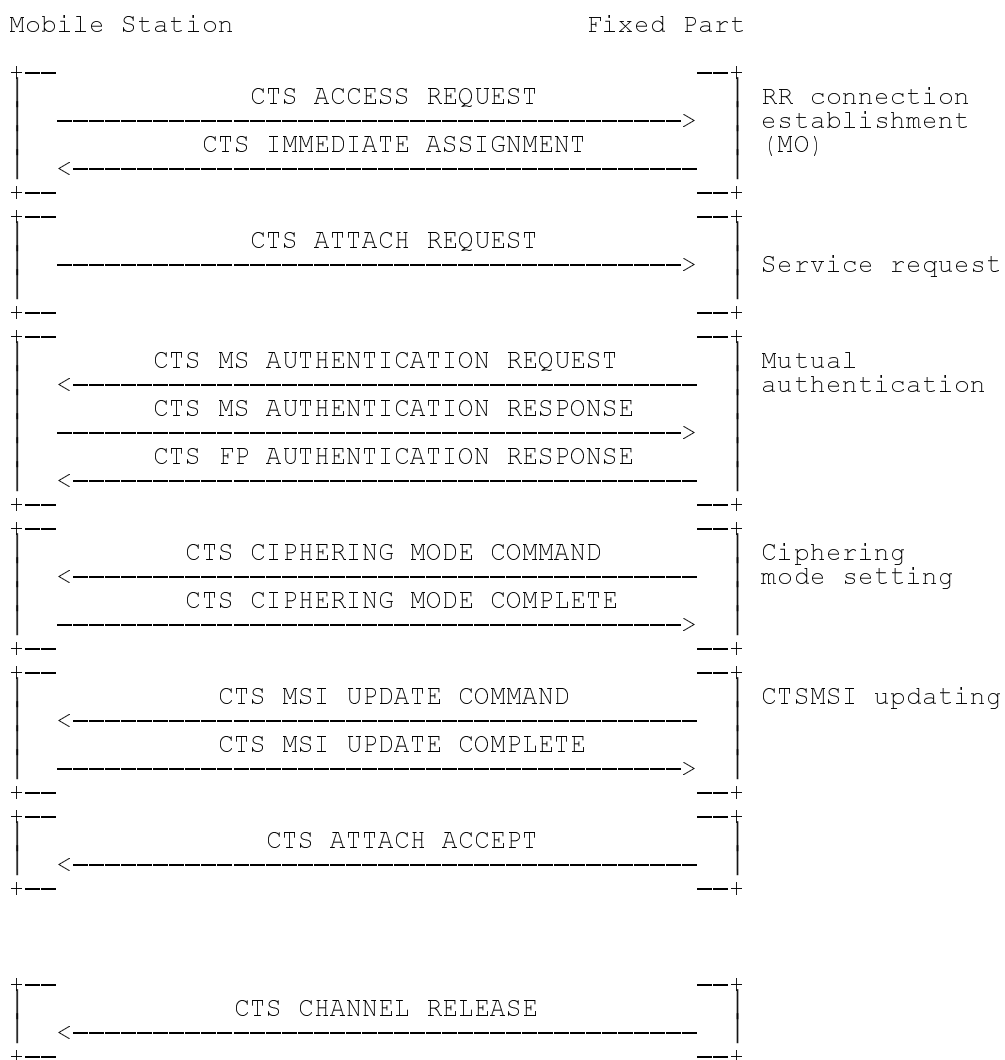 Mobile Station Fixed Part
CTS ACCESS REQUEST RR connection
establishment
CTS IMMEDIATE ASSIGNMENT (MO)
CTS ATTACH REQUEST
Service request
CTS MS AUTHENTICATION REQUEST Mutual
authentication
CTS MS AUTHENTICATION RESPONSE
CTS FP AUTHENTICATION RESPONSE
CTS CIPHERING MODE COMMAND Ciphering
mode setting
CTS CIPHERING MODE COMPLETE
CTS MSI UPDATE COMMAND CTSMSI updating
CTS MSI UPDATE COMPLETE
CTS ATTACH ACCEPT
CTS CHANNEL RELEASE